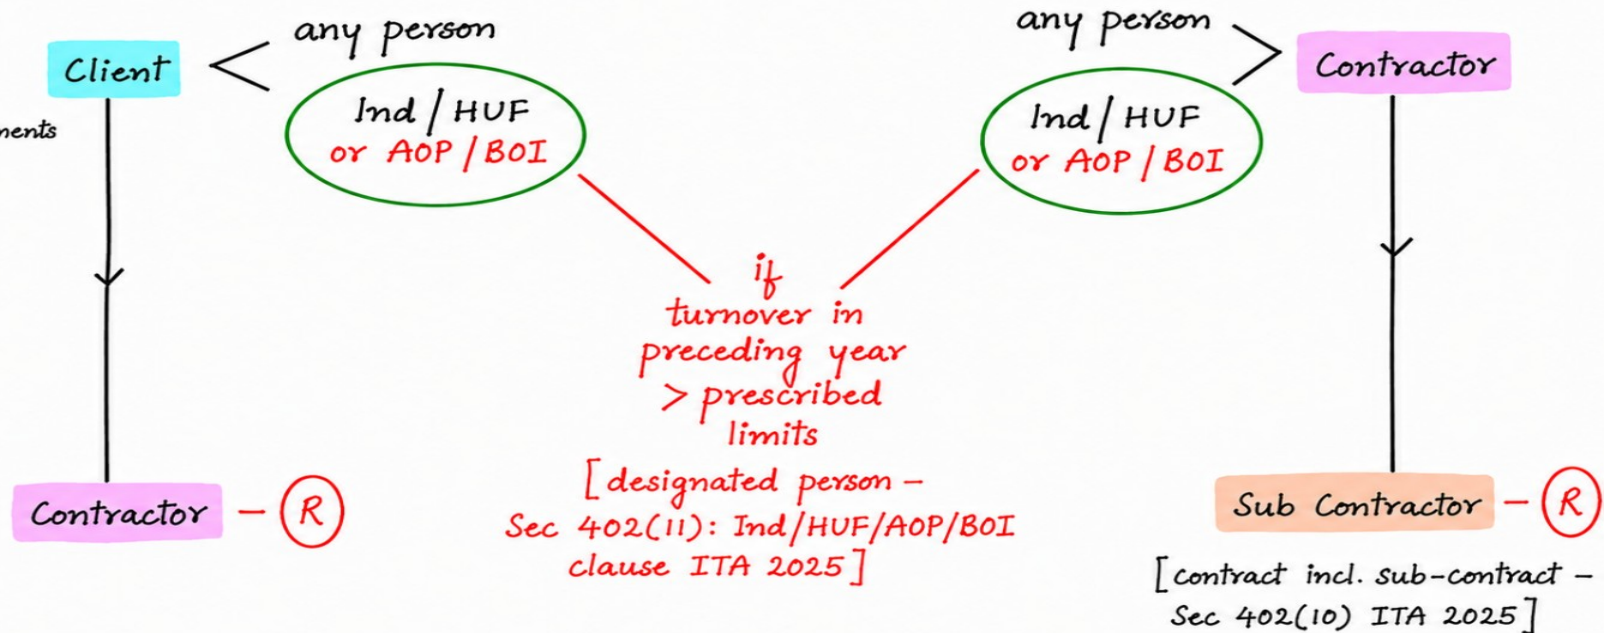 Client
any person
Ind / HUF
or AOP / BOI
any person
Ind / HUF
or AOP / BOI
Contractor
if
turnover in
preceding year
> prescribed
limits
[designated person -
Sec 402(11): Ind/HUF/AOP/BOI
clause ITA 2025]
Contractor - R
Sub Contractor - R
[contract incl. sub-contract -
Sec 402(10) ITA 2025]